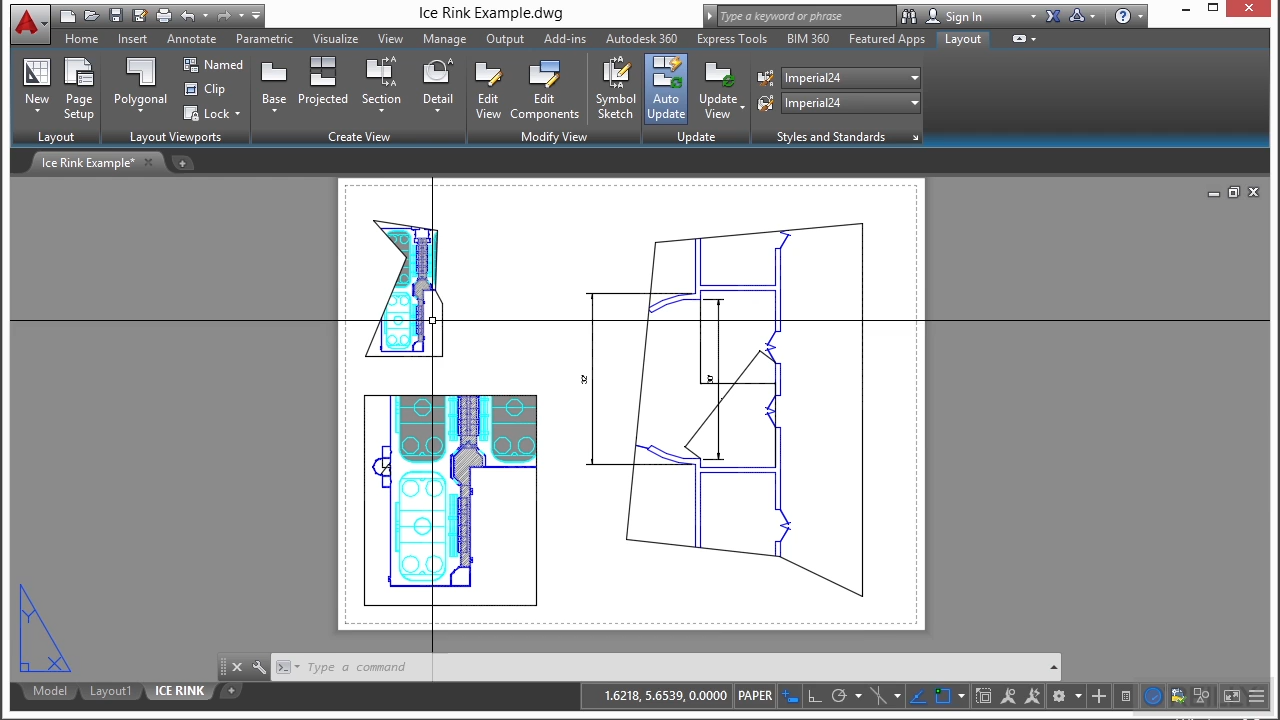 Ice Rink Example.dwg
Type a keyword or phrase
Sign In
Home Insert Annotate Parametric Visualize View Manage Output Add-ins Autodesk 360 Express Tools BIM 360 Featured Apps Layout
New
Page Setup
Polygonal
Named
Clip
Lock
Base
Projected
Section
Detail
Edit View
Edit Components
Symbol Sketch
Auto Update
Update View
Imperial24
Imperial24
Layout
Layout Viewports
Create View
Modify View
Update
Styles and Standards
Ice Rink Example*
Y
X
Type a command
Model Layout1 ICE RINK
1.6218, 5.6539, 0.0000 PAPER